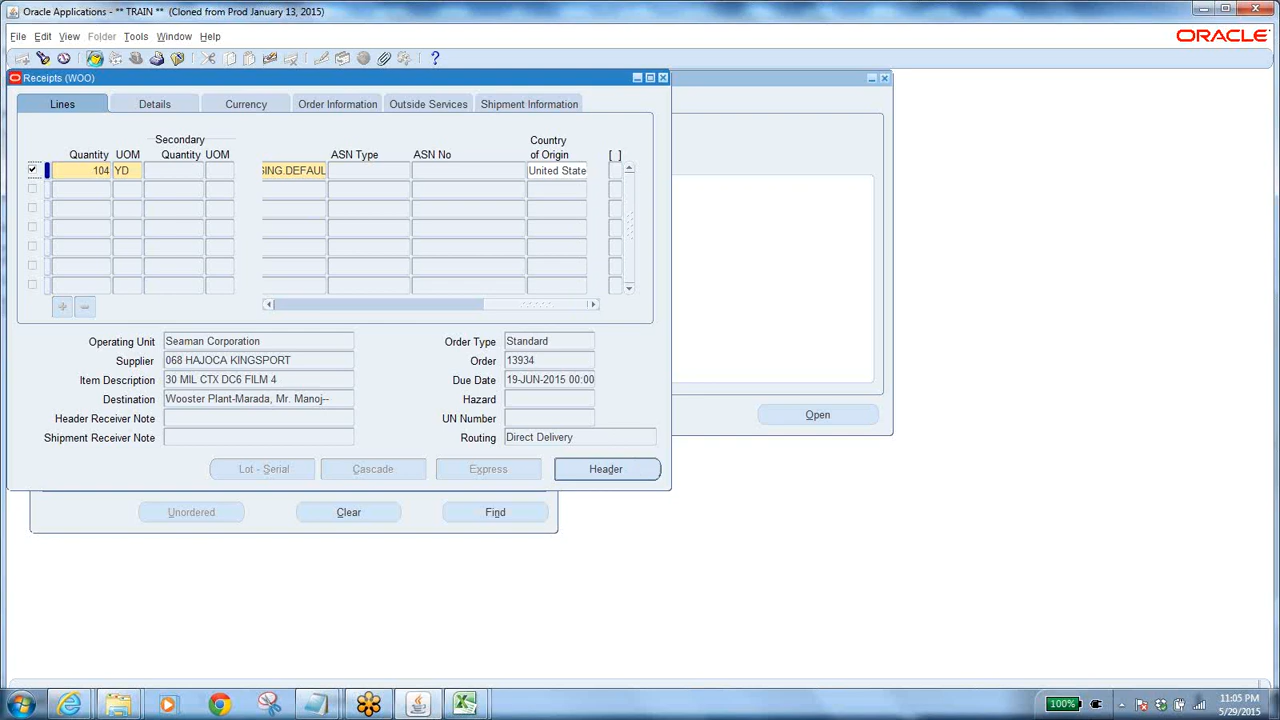 Oracle Applications - ** TRAIN ** (Cloned from Prod January 13, 2015)
File Edit View Folder Tools Window Help
ORACLE
Receipts (WOO)
Lines Details Currency Order Information Outside Services Shipment Information
Secondary Country
Quantity UOM Quantity UOM ASN Type ASN No of Origin [ ]
104 YD SING.DEFAUL United State
Operating Unit Seaman Corporation Order Type Standard
Supplier 068 HAJOCA KINGSPORT Order 13934
Item Description 30 MIL CTX DC6 FILM 4 Due Date 19-JUN-2015 00:00
Destination Wooster Plant-Marada, Mr. Manoj-- Hazard
Header Receiver Note UN Number
Shipment Receiver Note Routing Direct Delivery
Open
Lot - Serial Cascade Express Header
Unordered Clear Find
100% 11:05 PM
5/29/2015